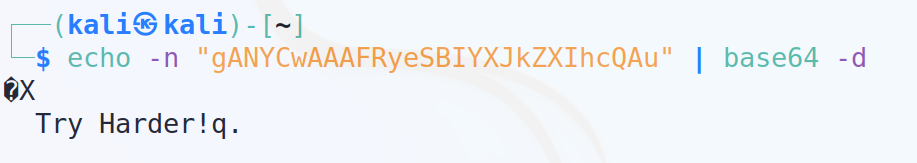 ┌──(kali㉿kali)-[~]
└─$ echo -n "gANYCwAAAFRyeSBIYXJkZXIhcQAu" | base64 -d
�X
Try Harder!q.